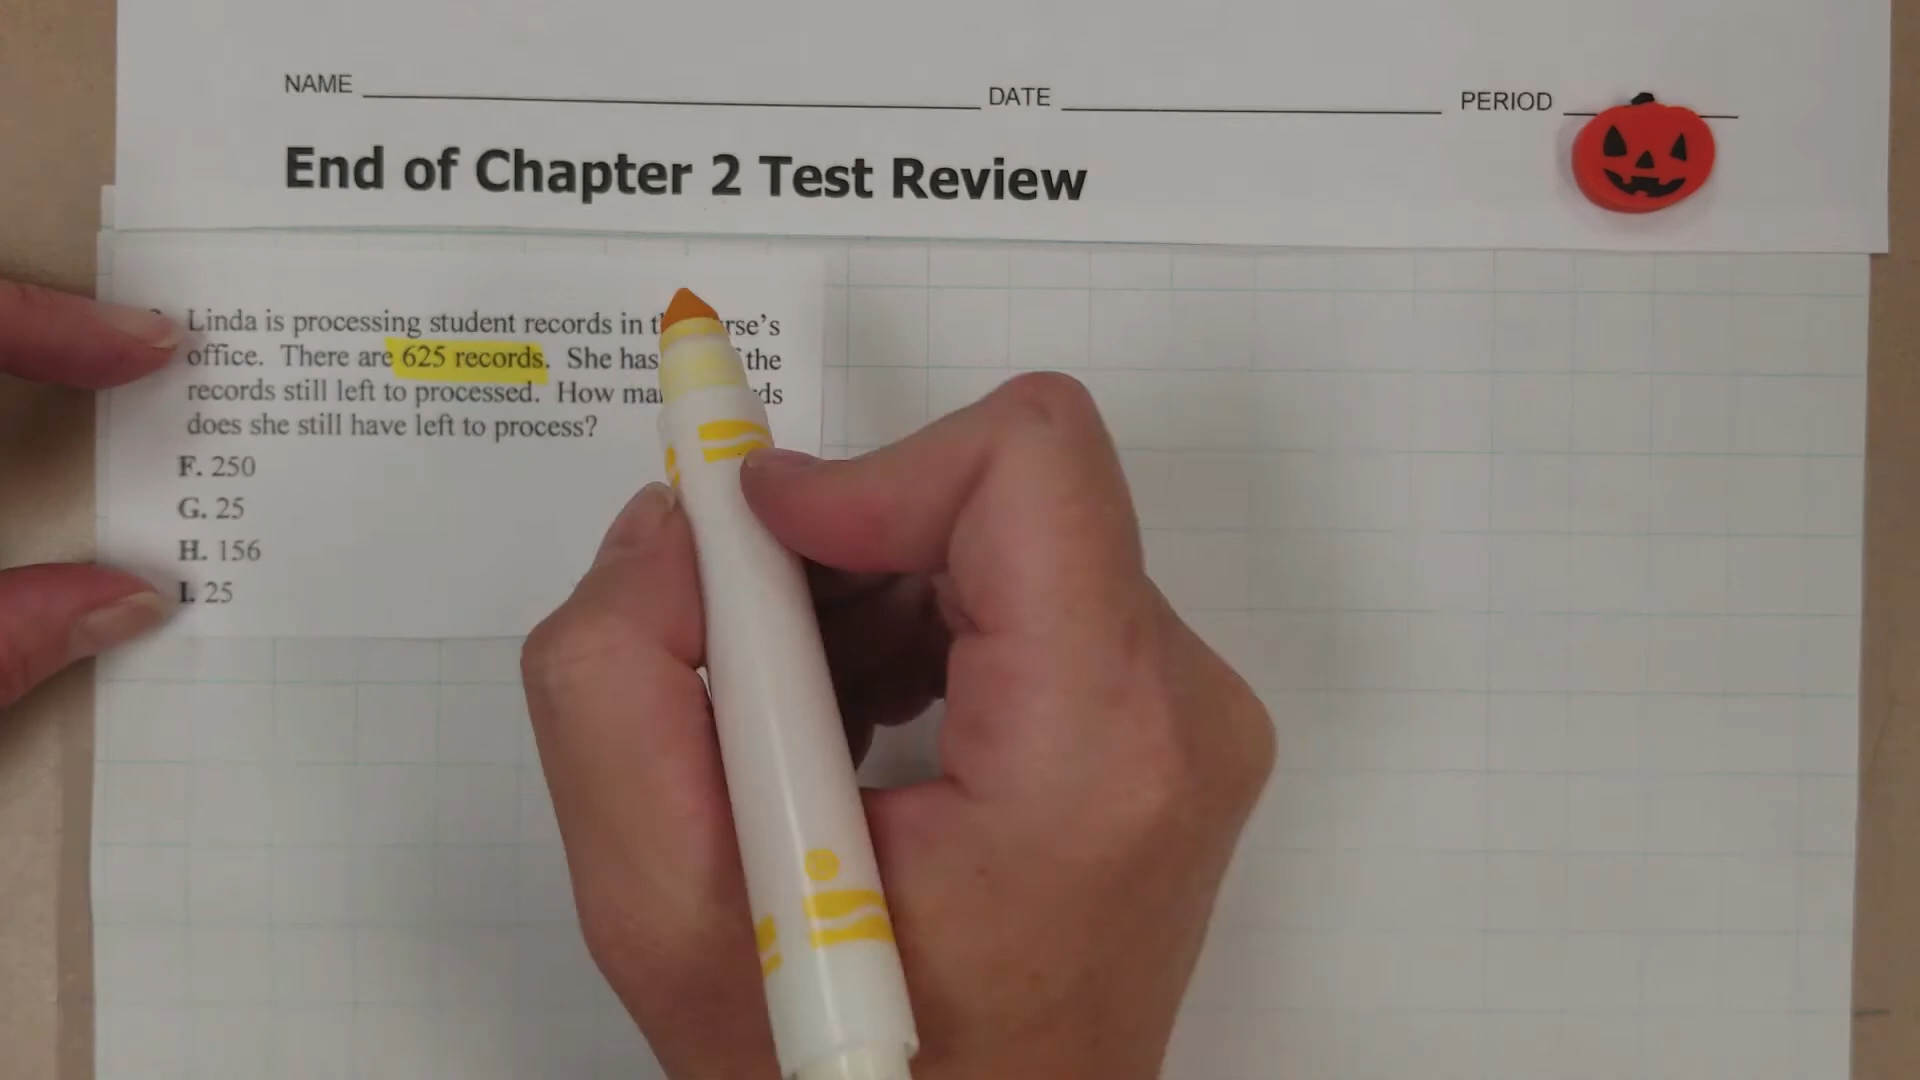 NAME DATE PERIOD
End of Chapter 2 Test Review
Linda is processing student records in
office. There are 625 records. She has the
records still left to processed. How
does she still have left to process?
F. 250
G. 25
H. 156
I. 25